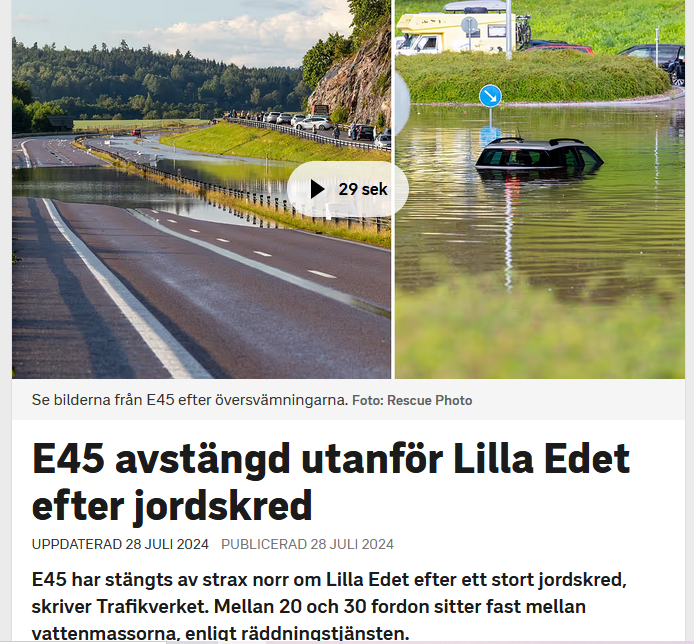 29 sek
Se bilderna från E45 efter översvämningarna. Foto: Rescue Photo
E45 avstängd utanför Lilla Edet
efter jordskred
UPPDATERAD 28 JULI 2024 PUBLICERAD 28 JULI 2024
E45 har stängts av strax norr om Lilla Edet efter ett stort jordskred,
skriver Trafikverket. Mellan 20 och 30 fordon sitter fast mellan
vattenmassorna, enligt räddningstjänsten.